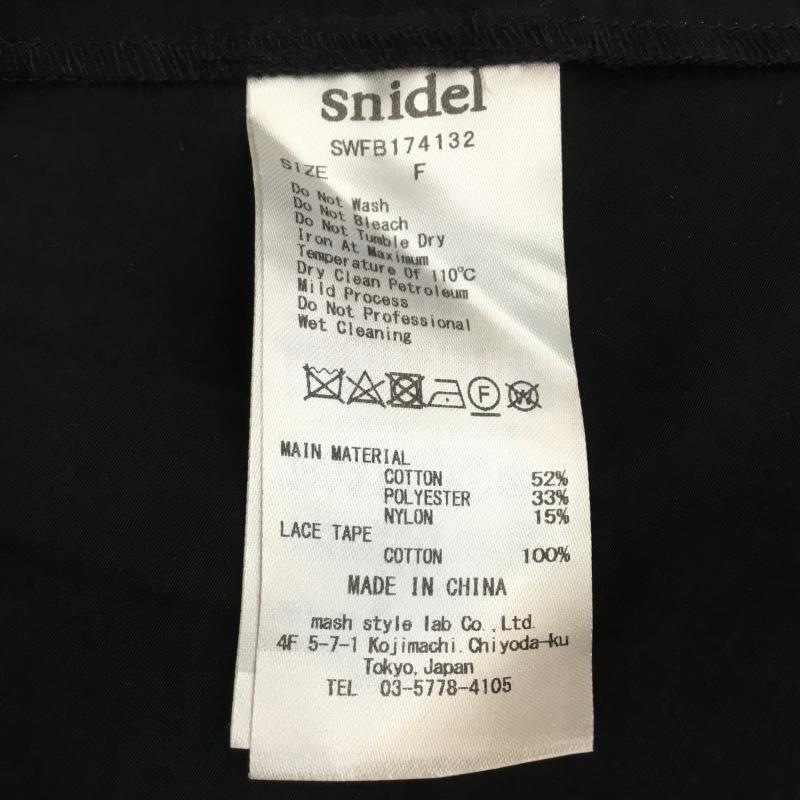 snidel
SWFB174132
SIZE F
Do Not Wash
Do Not Bleach
Do Not Tumble Dry
Iron At Maximum
Temperature Of 110℃
Dry Clean Petroleum
Mild Process
Do Not Professional
Wet Cleaning
F W
MAIN MATERIAL
COTTON 52%
POLYESTER 33%
NYLON 15%
LACE TAPE
COTTON 100%
MADE IN CHINA
mash style lab Co.,Ltd.
4F 5-7-1 Kojimachi.Chiyoda-ku
Tokyo,Japan
TEL 03-5778-4105